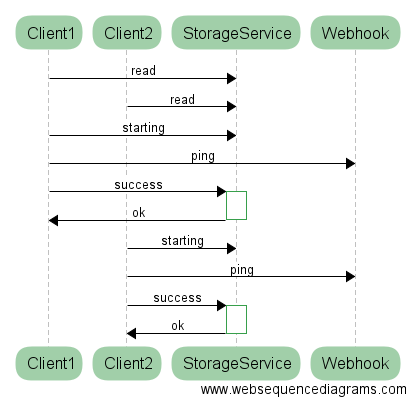 Client1 Client2 StorageService Webhook
read
read
starting
ping
success
ok
starting
ping
success
ok
Client1 Client2 StorageService Webhook
www.websequencediagrams.com